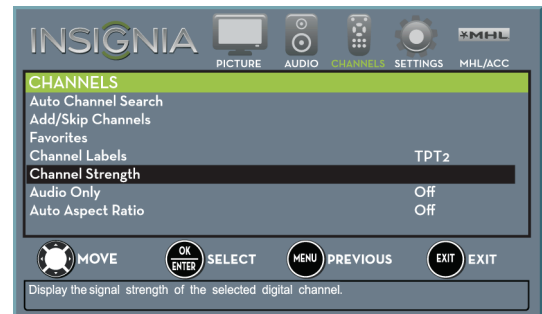 INSIGNIA
PICTURE AUDIO CHANNELS SETTINGS MHL/ACC
MHL
CHANNELS
Auto Channel Search
Add/Skip Channels
Favorites
Channel Labels TPT2
Channel Strength
Audio Only Off
Auto Aspect Ratio Off
MOVE OK ENTER SELECT MENU PREVIOUS EXIT EXIT
Display the signal strength of the selected digital channel.